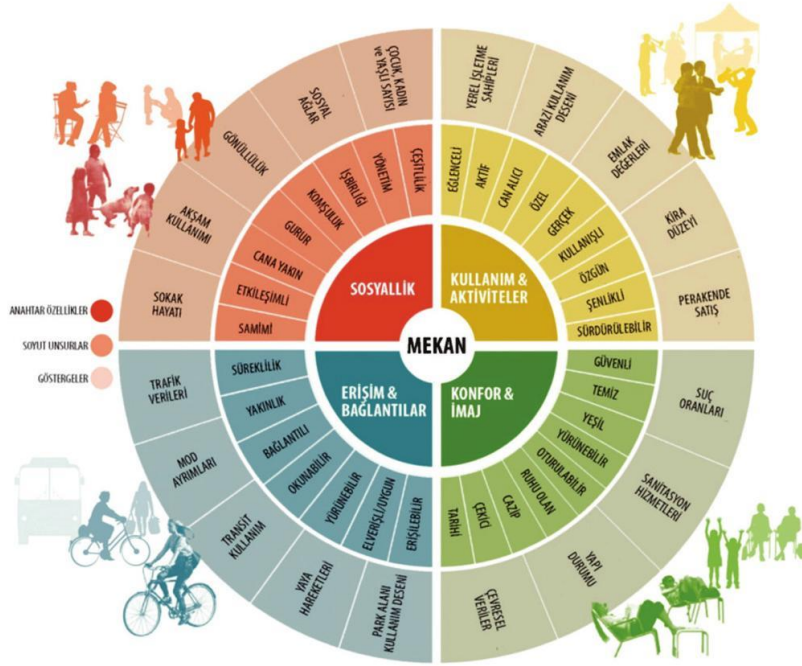 ÇOCUK, KADIN
ve YAŞLI SAYISI
SOSYAL
AĞLAR
GÖNÜLLÜLÜK
AKŞAM
KULLANIMI
SOKAK
HAYATI
YEREL İŞLETME
SAHİPLERİ
ARAZİ KULLANIM
DESENİ
EMLAK
DEĞERLERİ
KİRA
DÜZEYİ
PERAKENDE
SATIŞ
ÇEŞİTLİLİK
YÖNETİM
İŞBİRLİĞİ
KOMŞULUK
GURUR
CANA YAKIN
ETKİLEŞİMLİ
SAMİMİ
EĞLENCELİ
AKTİF
CAN ALICI
ÖZEL
GERÇEK
KULLANIŞLI
ÖZGÜN
ŞENLİKLİ
SÜRDÜRÜLEBİLİR
SOSYALLİK
KULLANIM &
AKTİVİTELER
ANAHTAR ÖZELLİKLER
SOYUT UNSURLAR
GÖSTERGELER
MEKAN
ERİŞİM &
BAĞLANTILAR
KONFOR &
İMAJ
SÜREKLİLİK
YAKINLIK
BAĞLANTILI
OKUNABİLİR
YÜRÜNEBİLİR
ELVERİŞLİ/UYGUN
ERİŞİLEBİLİR
GÜVENLİ
TEMİZ
YEŞİL
YÜRÜNEBİLİR
OTURULABİLİR
RUHU OLAN
CAZİP
ÇEKİCİ
TARİHİ
TRAFİK
VERİLERİ
MOD
AYRIMLARI
TRANSİT
KULLANIM
YAYA
HAREKETLERİ
PARK ALANI
KULLANIM DESENİ
SUÇ
ORANLARI
SANİTASYON
HİZMETLERİ
YAPI
DURUMU
ÇEVRESEL
VERİLER